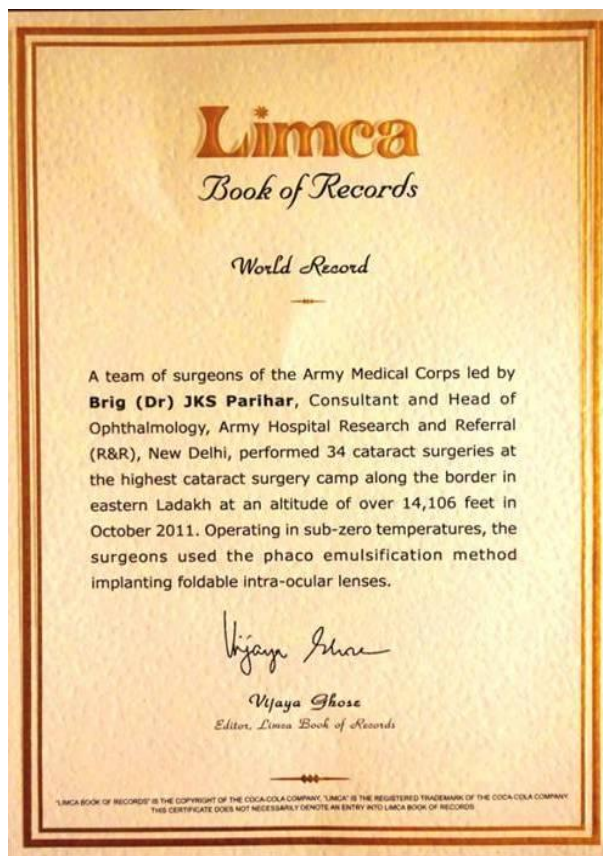 Limca
Book of Records
World Record
A team of surgeons of the Army Medical Corps led by
Brig (Dr) JKS Parihar, Consultant and Head of
Ophthalmology, Army Hospital Research and Referral
(R&R), New Delhi, performed 34 cataract surgeries at
the highest cataract surgery camp along the border in
eastern Ladakh at an altitude of over 14,106 feet in
October 2011. Operating in sub-zero temperatures, the
surgeons used the phaco emulsification method
implanting foldable intra-ocular lenses.
Vijaya Ghose
Vijaya Ghose
Editor, Limca Book of Records
"LIMCA BOOK OF RECORDS" IS THE COPYRIGHT OF THE COCA-COLA COMPANY. "LIMCA" IS THE REGISTERED TRADEMARK OF THE COCA-COLA COMPANY
THIS CERTIFICATE DOES NOT NECESSARILY DENOTE AN ENTRY INTO LIMCA BOOK OF RECORDS